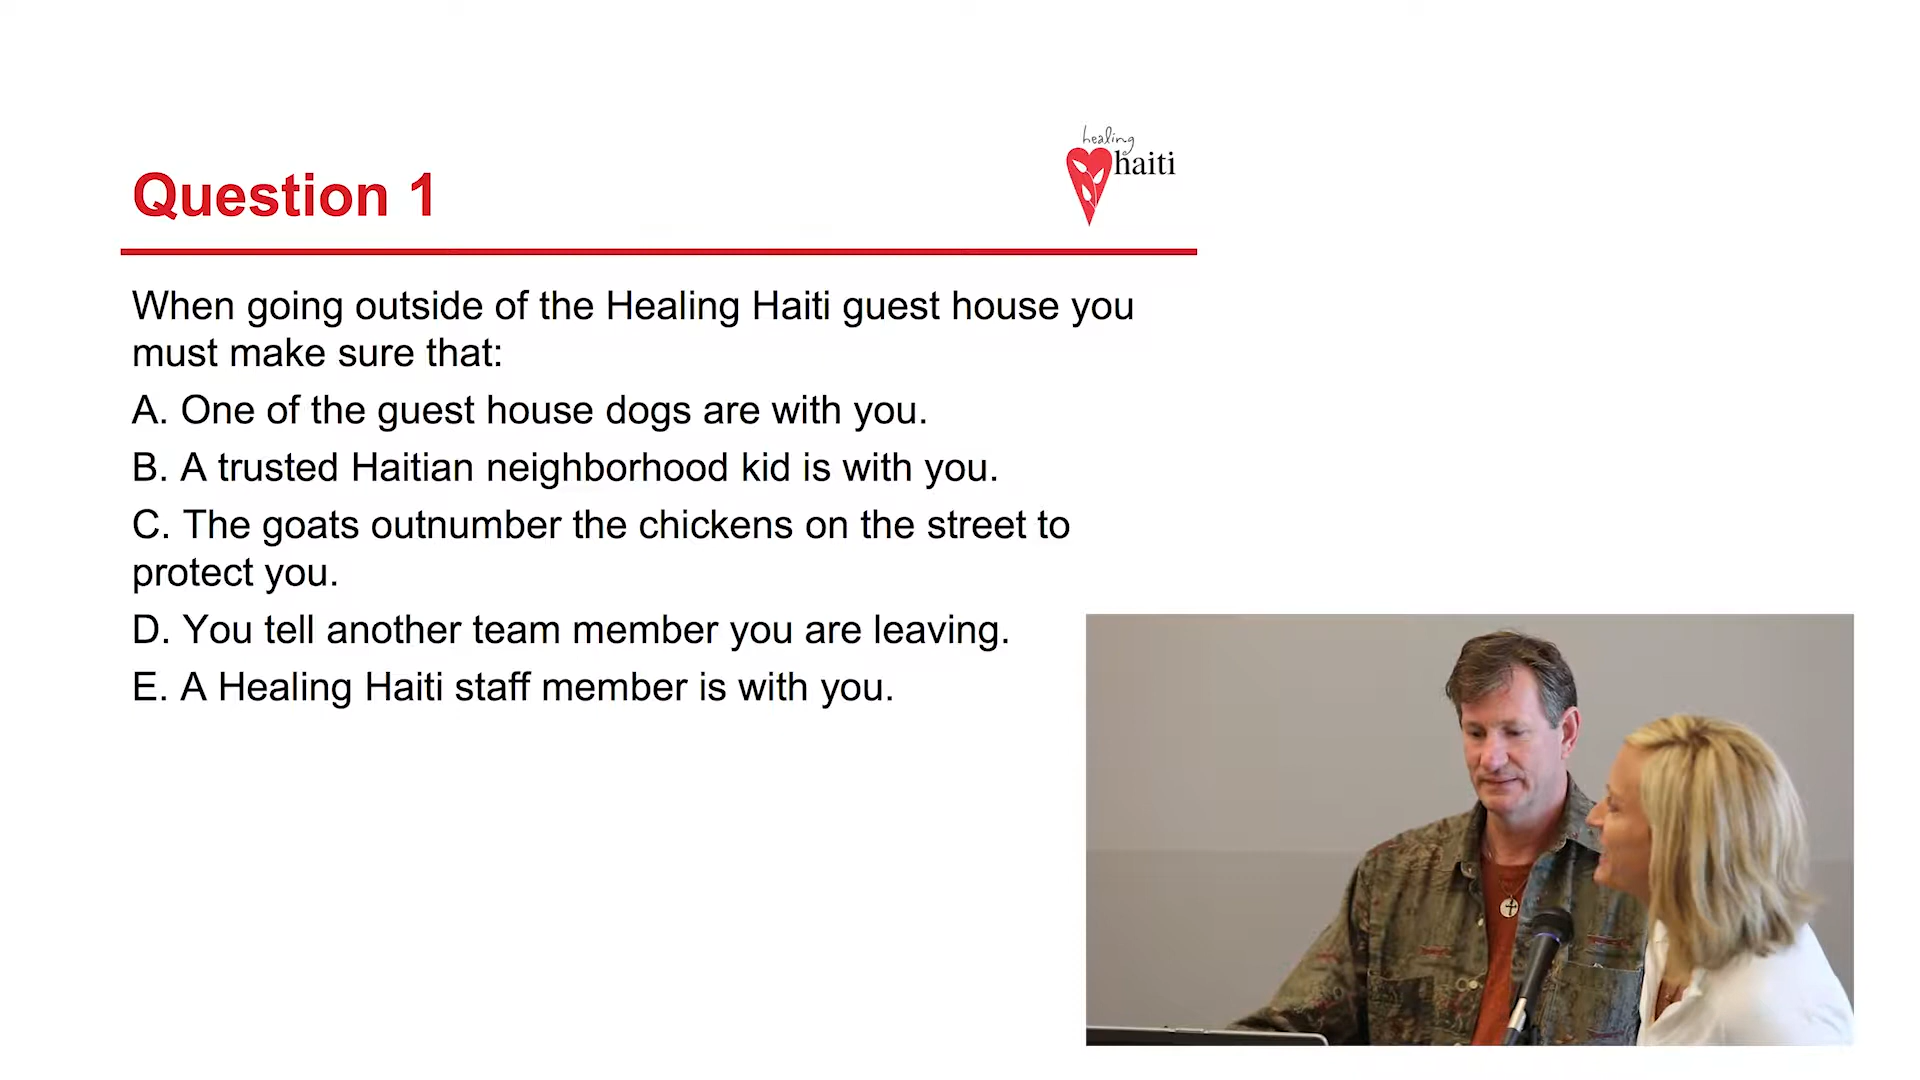 healing
haiti
Question 1
When going outside of the Healing Haiti guest house you
must make sure that:
A. One of the guest house dogs are with you.
B. A trusted Haitian neighborhood kid is with you.
C. The goats outnumber the chickens on the street to
protect you.
D. You tell another team member you are leaving.
E. A Healing Haiti staff member is with you.